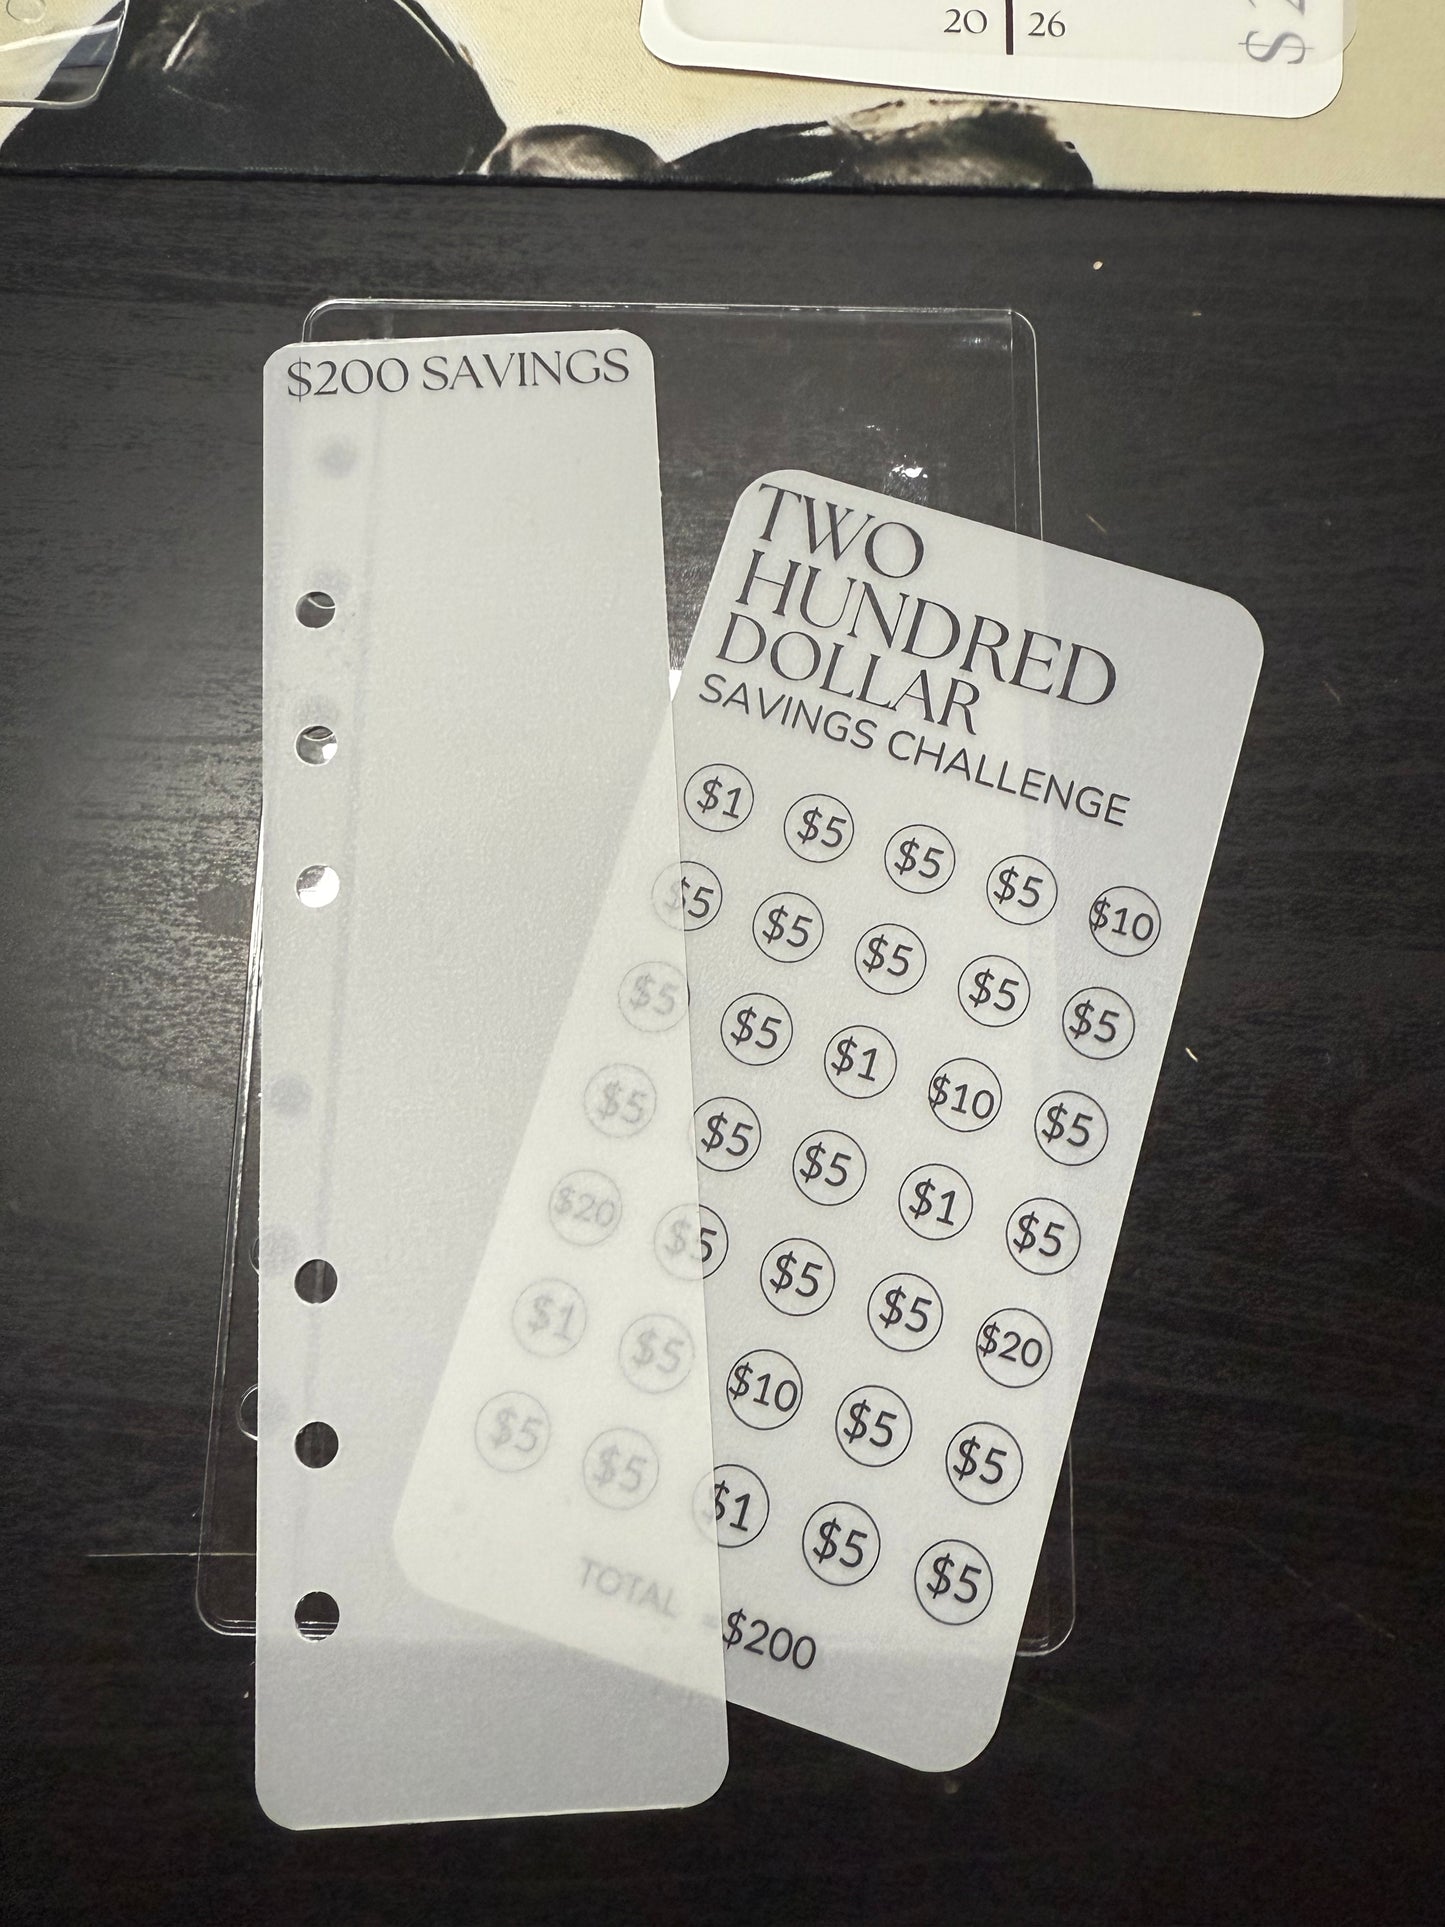 20 | 26
$2
$200 SAVINGS
TWO
HUNDRED
DOLLAR
SAVINGS CHALLENGE
$1 $5 $5 $5 $10
$5 $5 $5 $5 $5
$5 $5 $1 $10 $5
$5 $5 $5 $1 $5
$20 $5 $5 $5 $20
$1 $5 $10 $5 $5
$5 $5 $1 $5 $5
TOTAL = $200